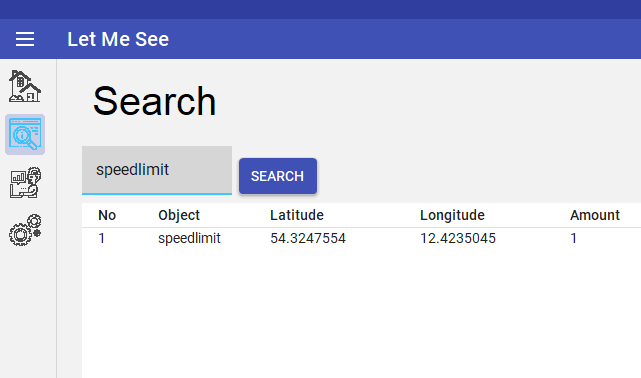 Let Me See
Search
speedlimit
SEARCH
No Object Latitude Longitude Amount
1 speedlimit 54.3247554 12.4235045 1